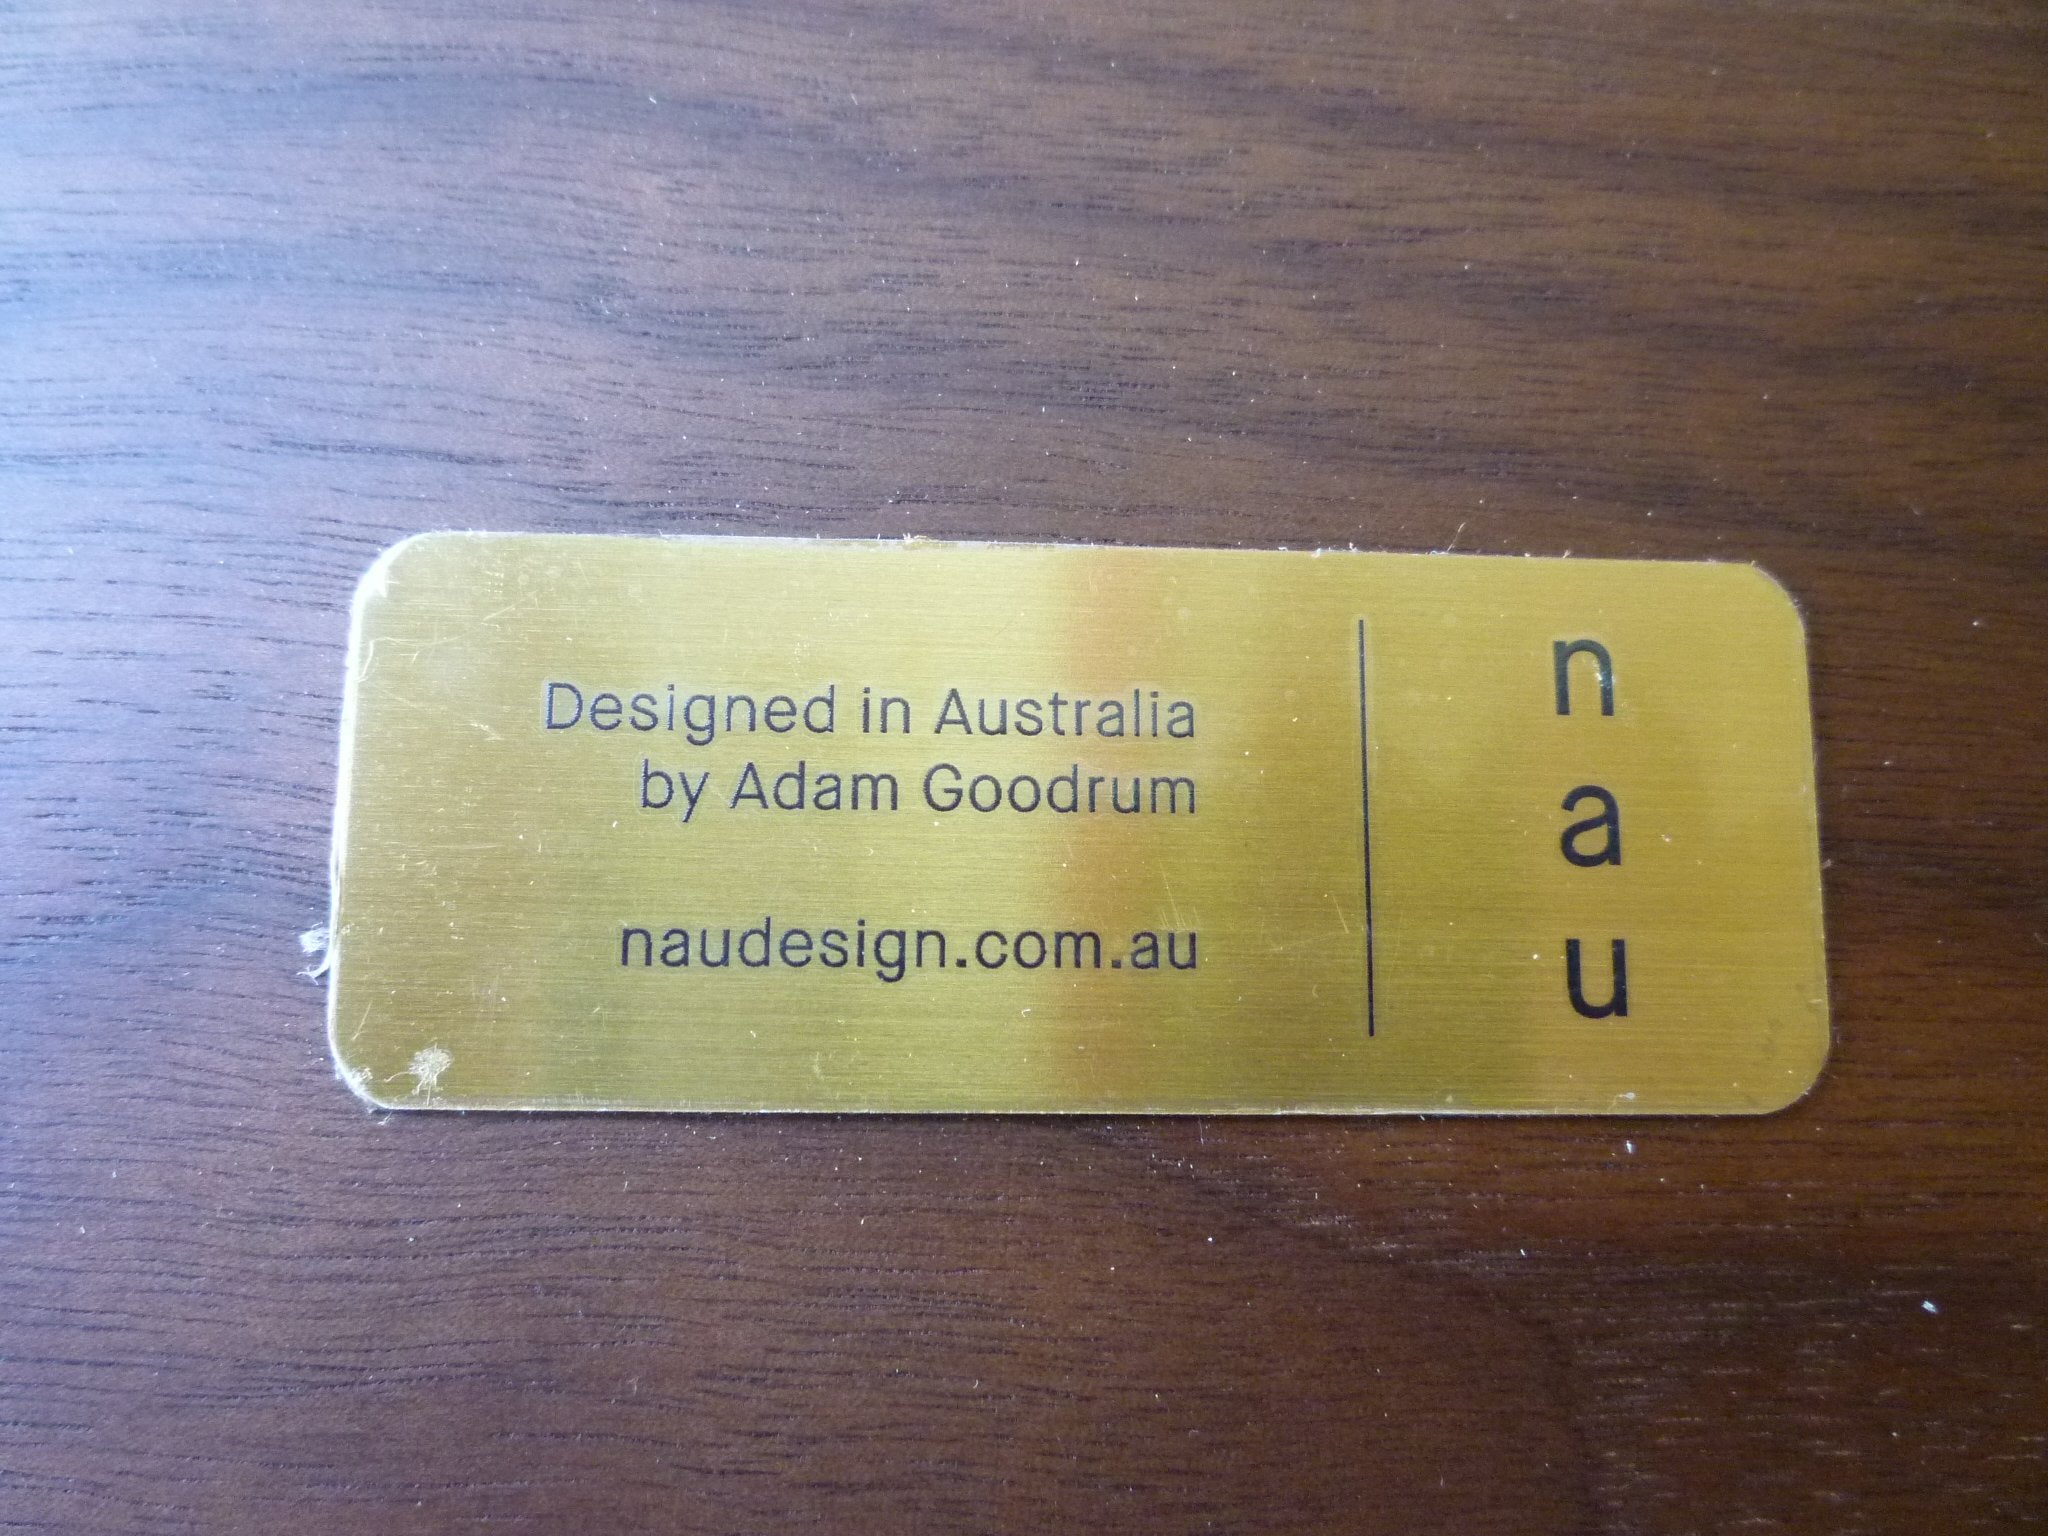 Designed in Australia
by Adam Goodrum
naudesign.com.au
n
a
u